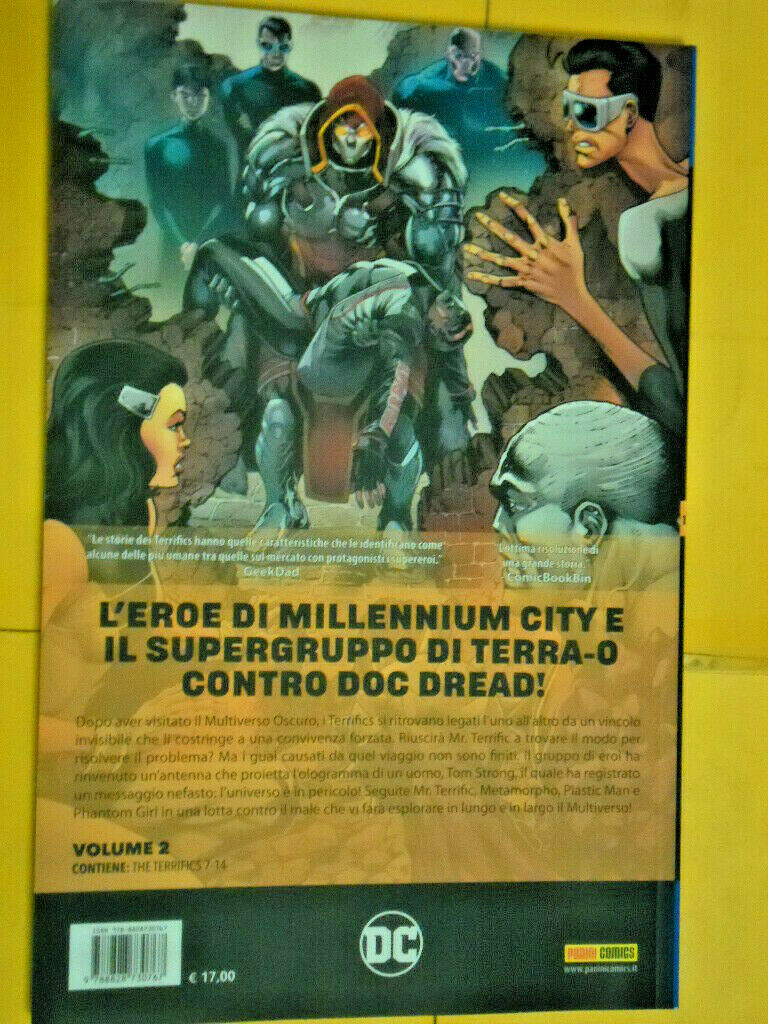 "Le storie dei Terrifics hanno quelle caratteristiche che le identificano come
alcune delle più umane tra quelle sul mercato con protagonisti i supereroi."
GeekDad
L'ottima risoluzione di
una grande storia."
ComicBookBin
L'EROE DI MILLENNIUM CITY E
IL SUPERGRUPPO DI TERRA-0
CONTRO DOC DREAD!
Dopo aver visitato il Multiverso Oscuro, i Terrifics si ritrovano legati l'uno all'altro da un vincolo
invisibile che li costringe a una convivenza forzata. Riuscirà Mr. Terrific a trovare il modo per
risolvere il problema? Ma i guai causati da quel viaggio non sono finiti. Il gruppo di eroi ha
rinvenuto un'antenna che proietta l'ologramma di un uomo, Tom Strong, il quale ha registrato
un messaggio nefasto: l'universo è in pericolo! Seguite Mr. Terrific, Metamorpho, Plastic Man e
Phantom Girl in una lotta contro il male che vi farà esplorare in lungo e in largo il Multiverso!
VOLUME 2
CONTIENE: THE TERRIFICS 7-14
ISBN
€ 17,00
DC
PANINI COMICS
www.paninicomics.it